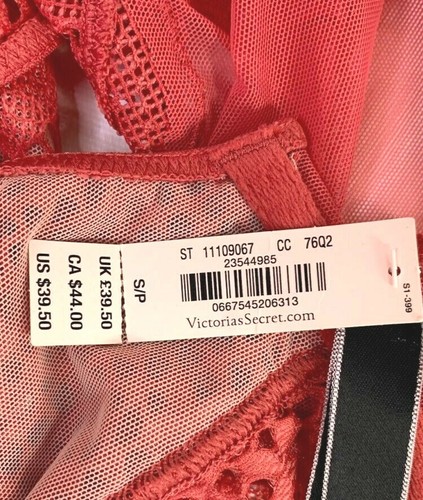 ST 11109067 CC 76Q2
23544985
0667545206313
VictoriasSecret.com
S/P
UK £39.50
CA $44.00
US $39.50
S1-399